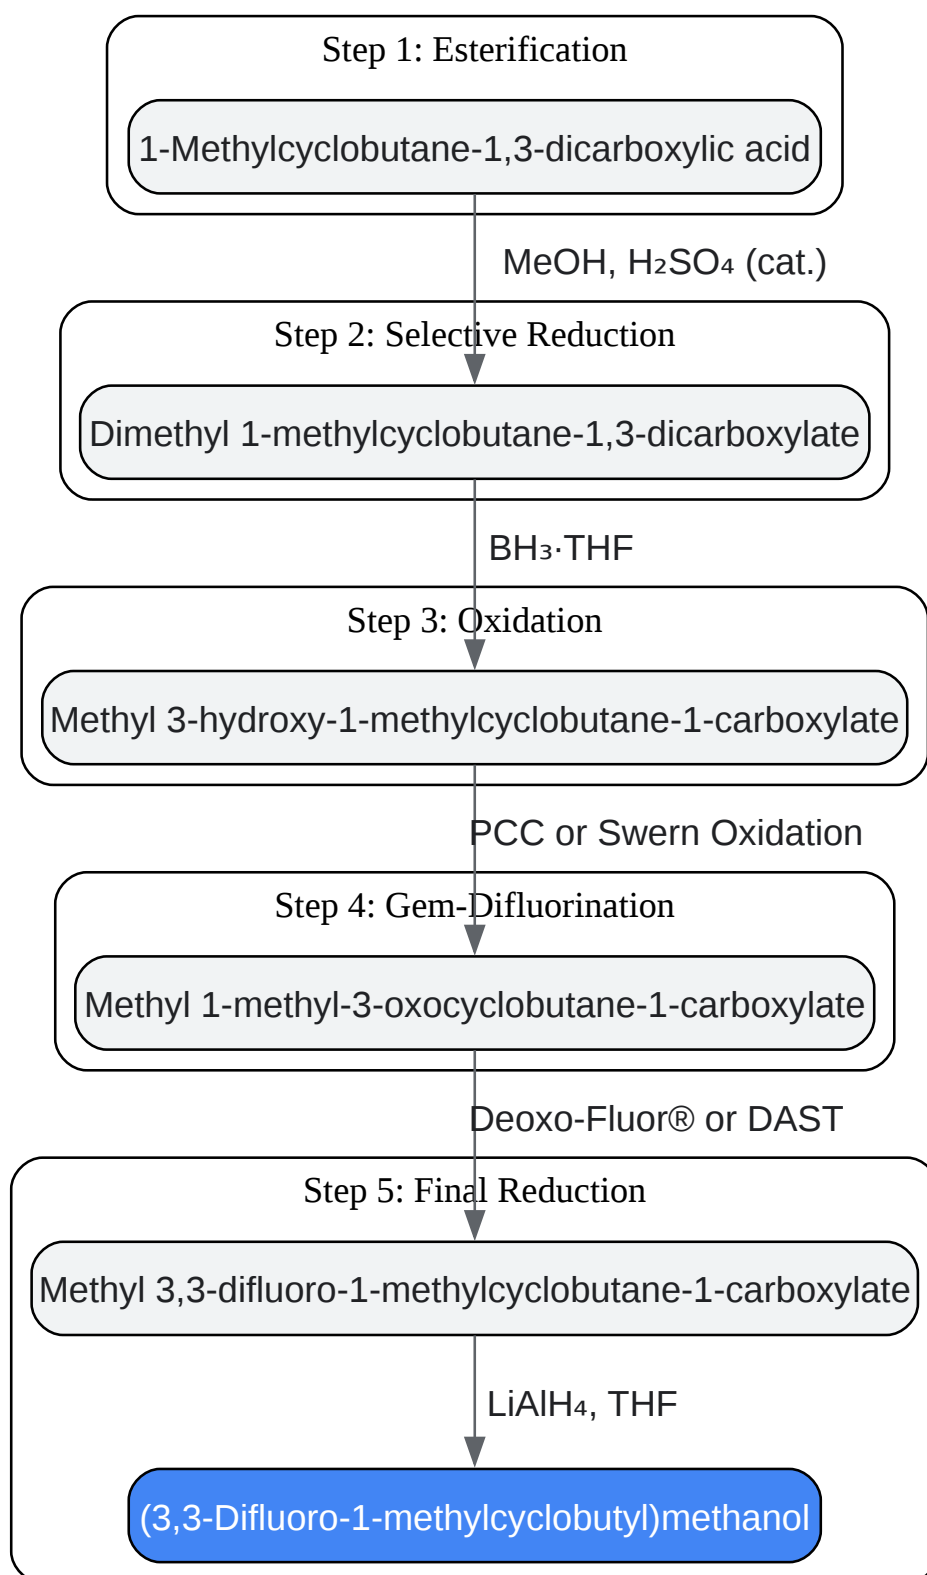 Step 1: Esterification
1-Methylcyclobutane-1,3-dicarboxylic acid
MeOH, H₂SO₄ (cat.)
Step 2: Selective Reduction
Dimethyl 1-methylcyclobutane-1,3-dicarboxylate
BH₃·THF
Step 3: Oxidation
Methyl 3-hydroxy-1-methylcyclobutane-1-carboxylate
PCC or Swern Oxidation
Step 4: Gem-Difluorination
Methyl 1-methyl-3-oxocyclobutane-1-carboxylate
Deoxo-Fluor® or DAST
Step 5: Final Reduction
Methyl 3,3-difluoro-1-methylcyclobutane-1-carboxylate
LiAlH₄, THF
(3,3-Difluoro-1-methylcyclobutyl)methanol